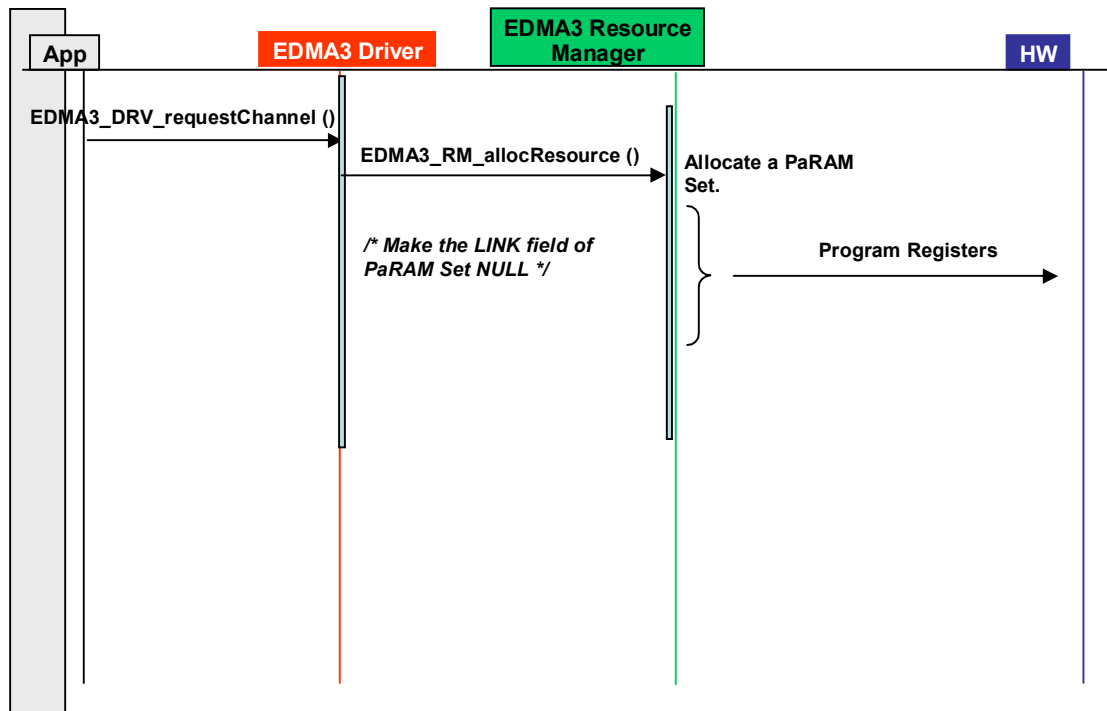 App
EDMA3 Driver
EDMA3 Resource
Manager
HW
EDMA3_DRV_requestChannel ()
EDMA3_RM_allocResource ()
Allocate a PaRAM
Set.
/* Make the LINK field of
PaRAM Set NULL */
Program Registers